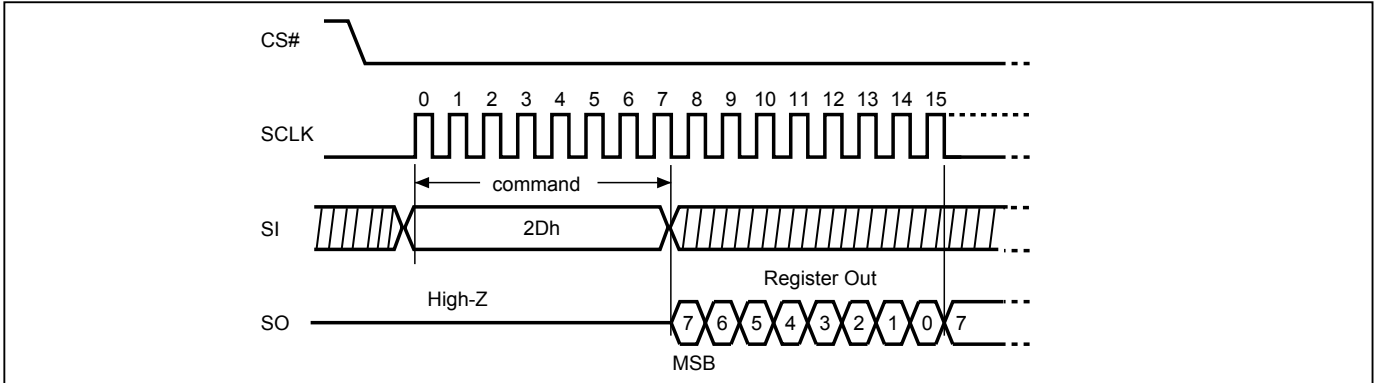 CS#
0 1 2 3 4 5 6 7 8 9 10 11 12 13 14 15
SCLK
command
SI
2Dh
Register Out
High-Z
SO
7 6 5 4 3 2 1 0 7
MSB